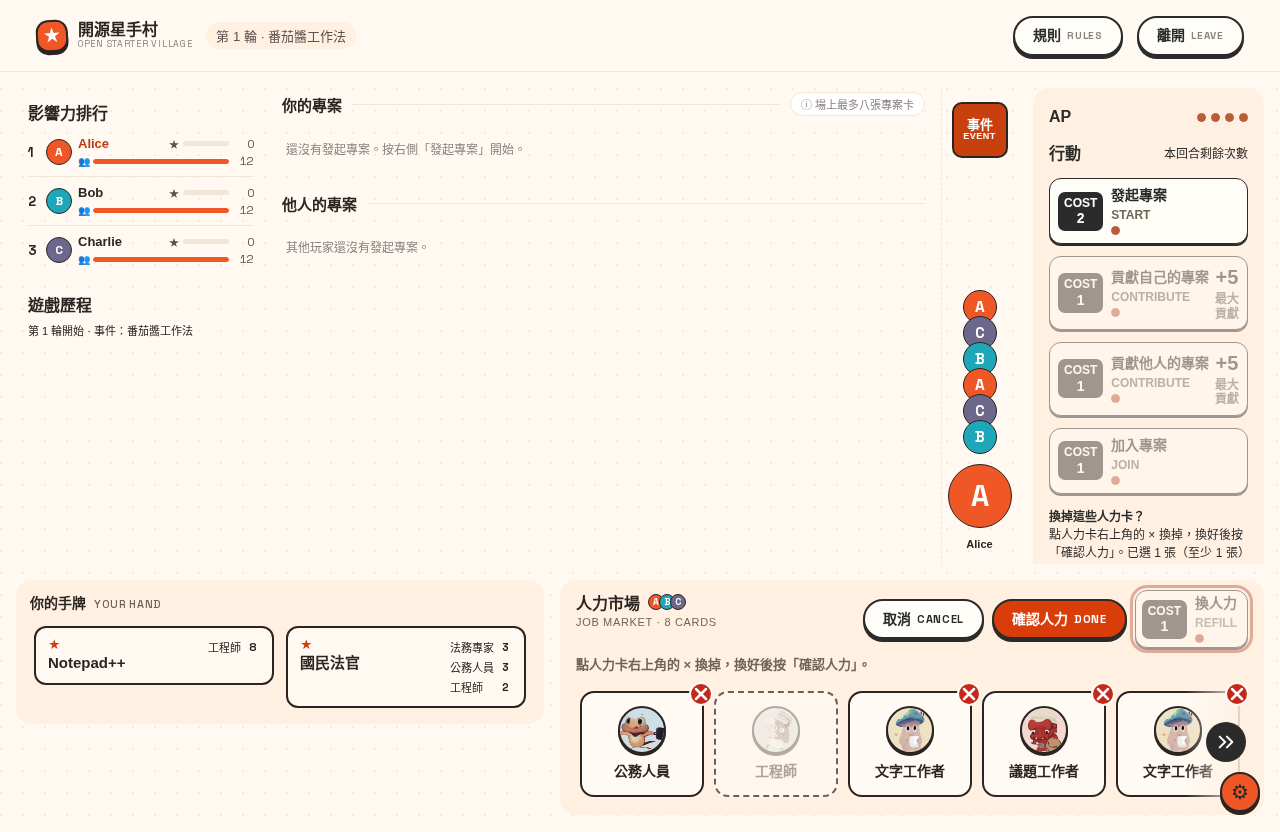 開源星手村
OPEN STARTER VILLAGE
第 1 輪 · 番茄醬工作法
規則 RULES
離開 LEAVE
影響力排行
1 A Alice ★ 0
12
2 B Bob ★ 0
12
3 C Charlie ★ 0
12
遊戲歷程
第 1 輪開始 · 事件：番茄醬工作法
你的專案
ⓘ 場上最多八張專案卡
還沒有發起專案。按右側「發起專案」開始。
他人的專案
其他玩家還沒有發起專案。
事件
EVENT
A
C
B
A
C
B
A
Alice
AP
行動 本回合剩餘次數
COST 2
發起專案
START
COST 1
貢獻自己的專案
CONTRIBUTE
+5
最大
貢獻
COST 1
貢獻他人的專案
CONTRIBUTE
+5
最大
貢獻
COST 1
加入專案
JOIN
換掉這些人力卡？
點人力卡右上角的 × 換掉，換好後按
「確認人力」。已選 1 張（至少 1 張）
你的手牌 YOUR HAND
★
Notepad++
工程師 8
★
國民法官
法務專家 3
公務人員 3
工程師 2
人力市場 A B C
JOB MARKET · 8 CARDS
取消 CANCEL
確認人力 DONE
COST 1
換人力
REFILL
點人力卡右上角的 × 換掉，換好後按「確認人力」。
公務人員
工程師
文字工作者
議題工作者
文字工作者